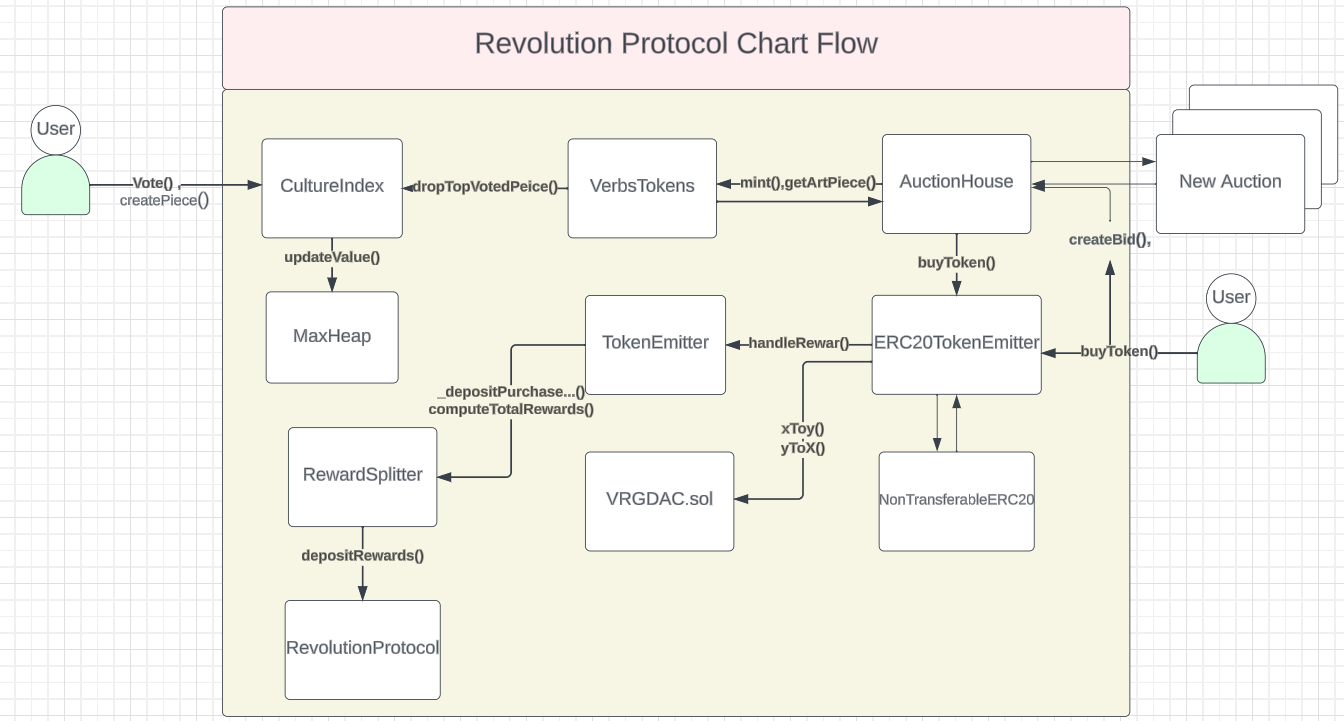 Revolution Protocol Chart Flow
User
Vote() ,
createPiece()
CultureIndex
dropTopVotedPeice()
VerbsTokens
mint(),getArtPiece()
AuctionHouse
New Auction
createBid(),
updateValue()
buyToken()
User
MaxHeap
TokenEmitter
handleRewar()
ERC20TokenEmitter
buyToken()
_depositPurchase...()
computeTotalRewards()
xToy()
yToX()
RewardSplitter
VRGDAC.sol
NonTransferableERC20
depositRewards()
RevolutionProtocol